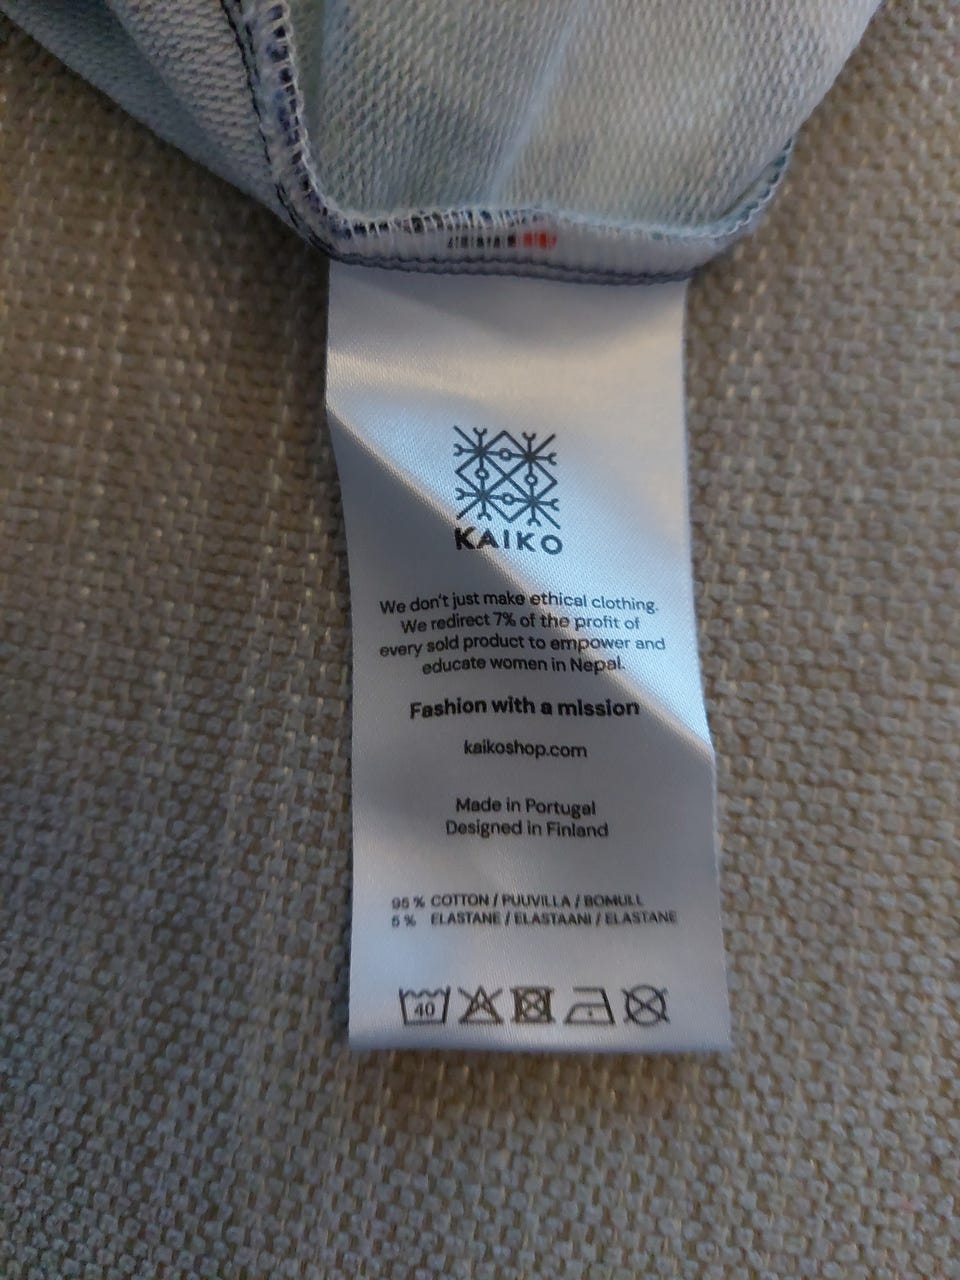 KAIKO
We don't just make ethical clothing.
We redirect 7% of the profit of
every sold product to empower and
educate women in Nepal.
Fashion with a mission
kaikoshop.com
Made in Portugal
Designed in Finland
95 % COTTON / PUUVILLA / BOMULL
5 % ELASTANE / ELASTAANI / ELASTANE
40